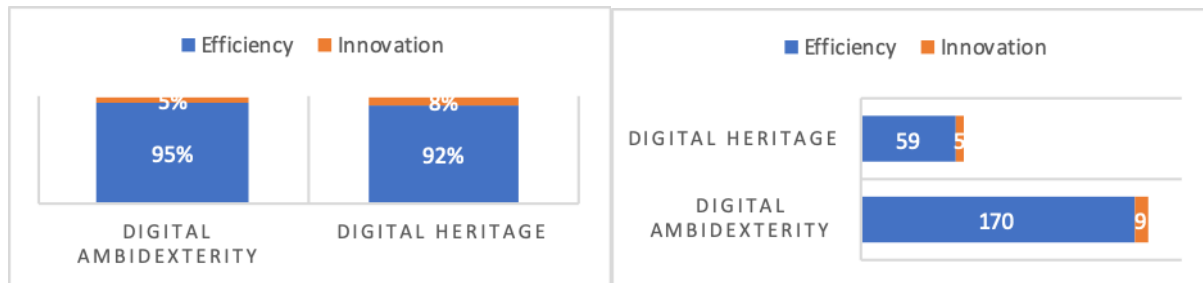 Efficiency Innovation
5%
8%
95%
92%
DIGITAL
AMBIDEXTERITY
DIGITAL HERITAGE
Efficiency Innovation
DIGITAL HERITAGE
59
5
DIGITAL
AMBIDEXTERITY
170
9